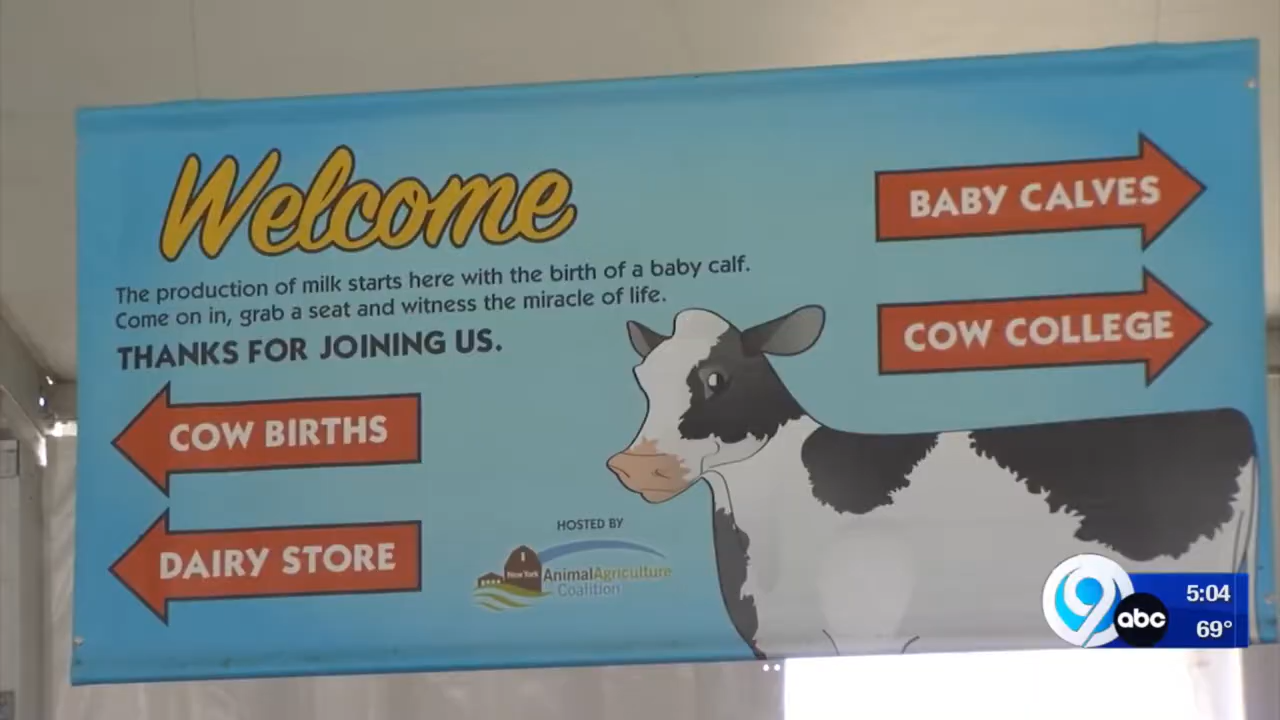 Welcome
The production of milk starts here with the birth of a baby calf.
Come on in, grab a seat and witness the miracle of life.
THANKS FOR JOINING US.
COW BIRTHS
DAIRY STORE
BABY CALVES
COW COLLEGE
HOSTED BY
New York
AnimalAgriculture
Coalition
9
abc
5:04
69°